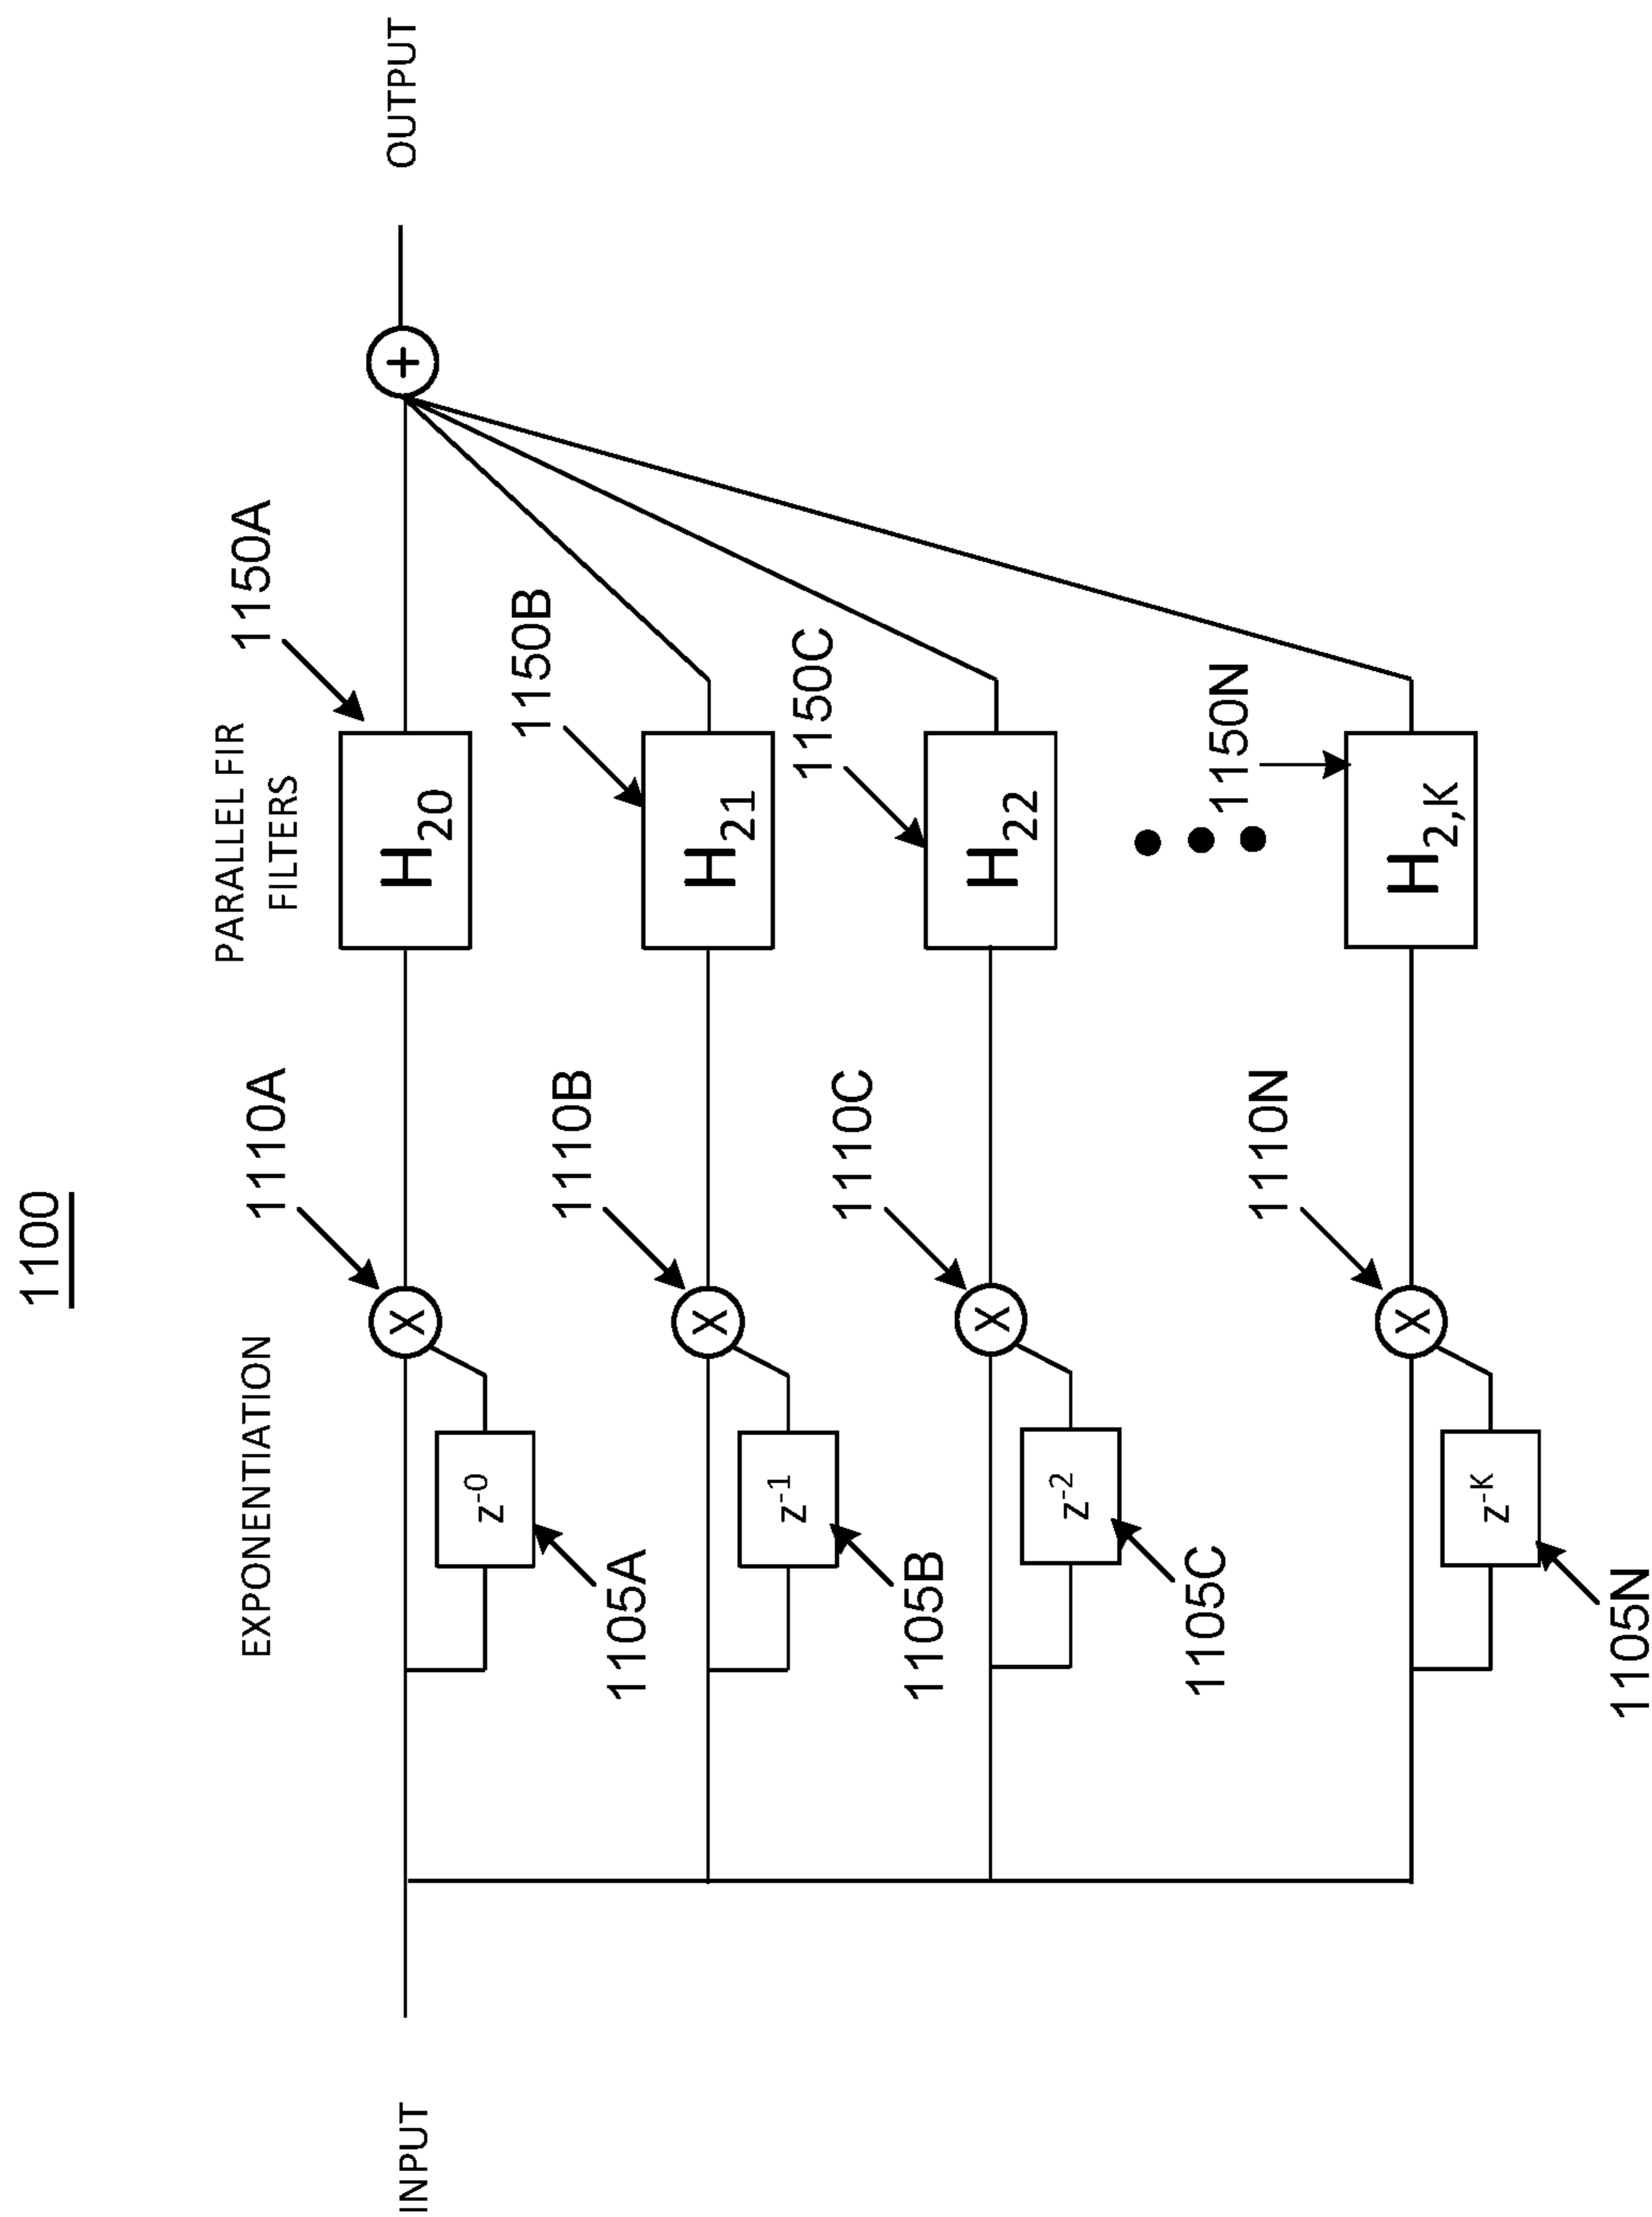 1100
EXPONENTIATION
PARALLEL FIR
FILTERS
INPUT
OUTPUT
1110A
1150A
X
H20
+
z-0
1105A
1110B
1150B
X
H21
z-1
1105B
1110C
1150C
X
H22
z-2
1105C
1110N
1150N
X
H2,K
z-K
1105N